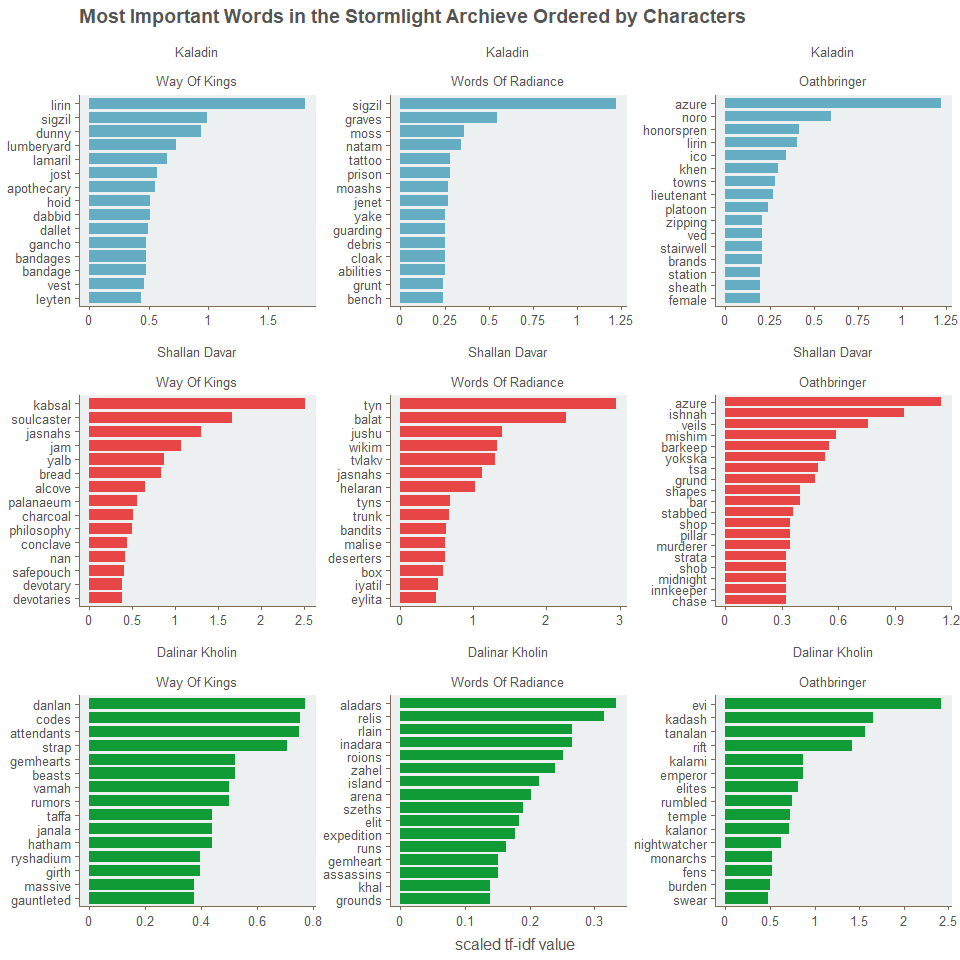 Most Important Words in the Stormlight Archieve Ordered by Characters
Kaladin
Way Of Kings
lirin
sigzil
dunny
lumberyard
lamaril
jost
apothecary
hoid
dabbid
dallet
gancho
bandages
bandage
vest
leyten
0 0.5 1 1.5
Kaladin
Words Of Radiance
sigzil
graves
moss
natam
tattoo
prison
moashs
jenet
yake
guarding
debris
cloak
abilities
grunt
bench
0 0.25 0.5 0.75 1 1.25
Kaladin
Oathbringer
azure
noro
honorspren
lirin
ico
khen
towns
lieutenant
platoon
zipping
ved
stairwell
brands
station
sheath
female
0 0.25 0.5 0.75 1 1.25
Shallan Davar
Way Of Kings
kabsal
soulcaster
jasnahs
jam
yalb
bread
alcove
palanaeum
charcoal
philosophy
conclave
nan
safepouch
devotary
devotaries
0 0.5 1 1.5 2 2.5
Shallan Davar
Words Of Radiance
tyn
balat
jushu
wikim
tvlakv
jasnahs
helaran
tyns
trunk
bandits
malise
deserters
box
iyatil
eylita
0 1 2 3
Shallan Davar
Oathbringer
azure
ishnah
veils
mishim
barkeep
yokska
tsa
grund
shapes
bar
stabbed
shop
pillar
murderer
strata
shob
midnight
innkeeper
chase
0 0.3 0.6 0.9 1.2
Dalinar Kholin
Way Of Kings
danlan
codes
attendants
strap
gemhearts
beasts
vamah
rumors
taffa
janala
hatham
ryshadium
girth
massive
gauntleted
0 0.2 0.4 0.6 0.8
Dalinar Kholin
Words Of Radiance
aladars
relis
rlain
inadara
roions
zahel
island
arena
szeths
elit
expedition
runs
gemheart
assassins
khal
grounds
0 0.1 0.2 0.3
Dalinar Kholin
Oathbringer
evi
kadash
tanalan
rift
kalami
emperor
elites
rumbled
temple
kalanor
nightwatcher
monarchs
fens
burden
swear
0 0.5 1 1.5 2 2.5
scaled tf-idf value